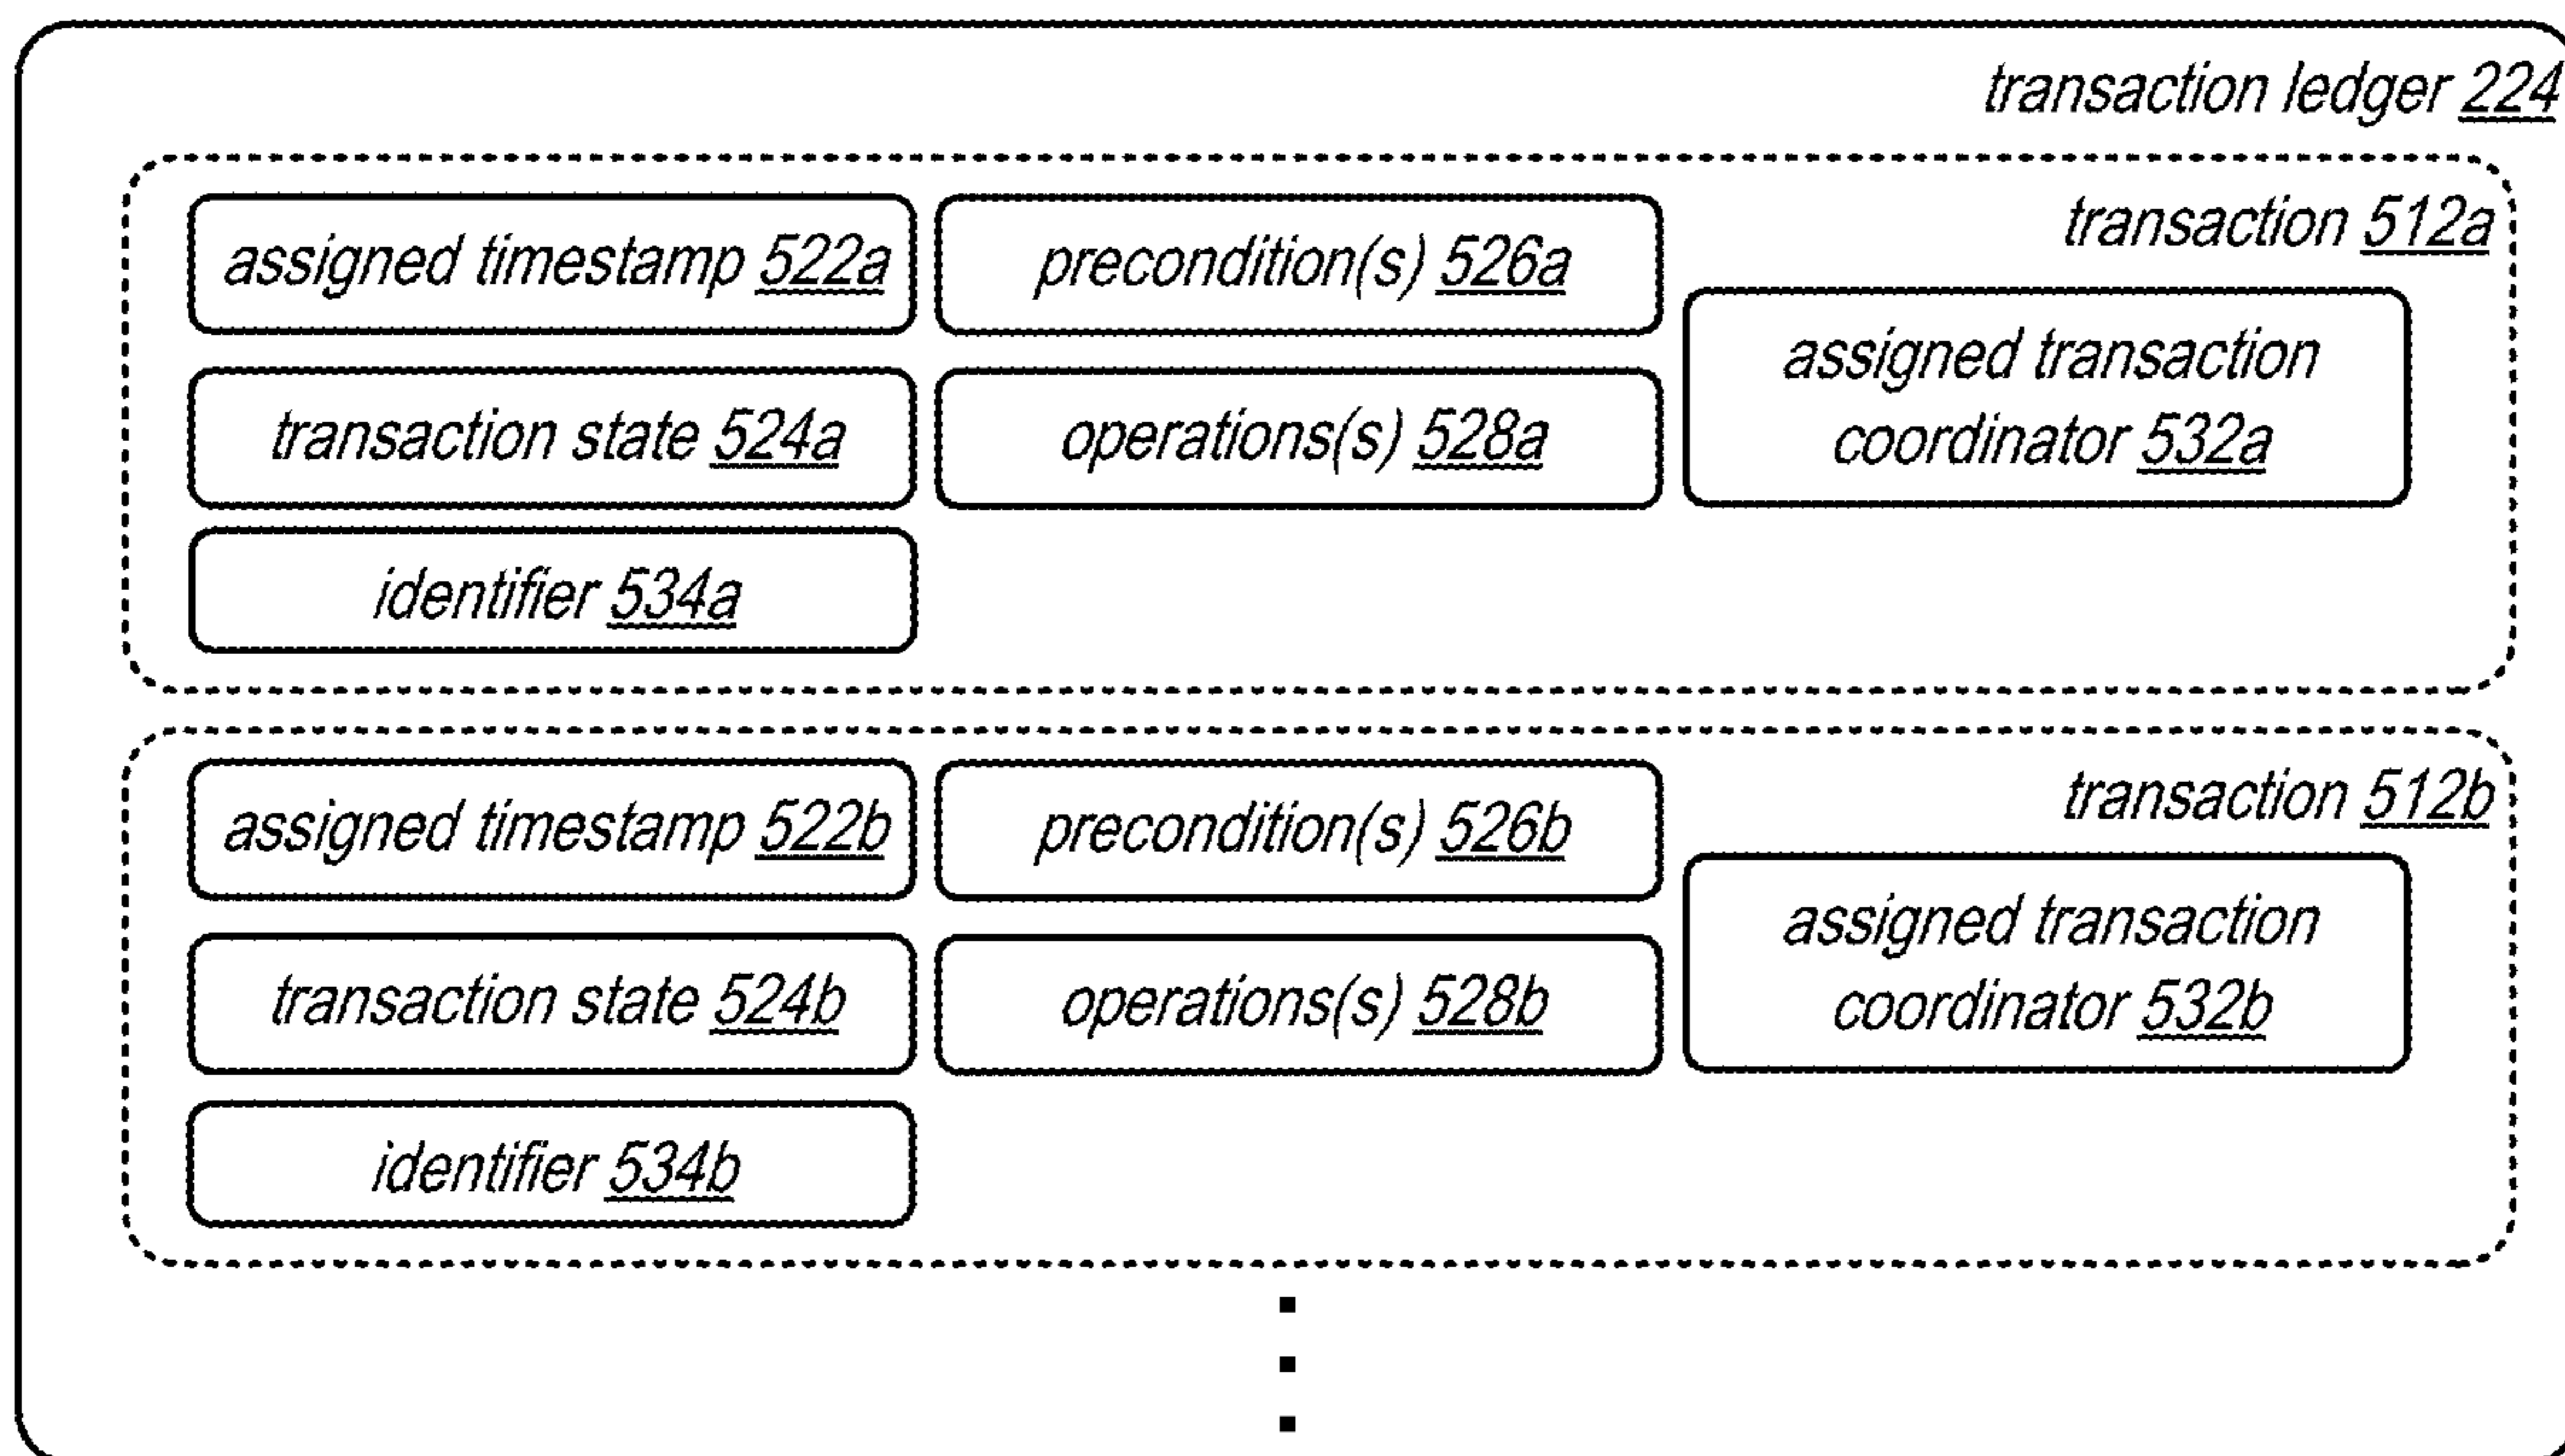 transaction ledger 224
transaction 512a
assigned timestamp 522a
precondition(s) 526a
assigned transaction
coordinator 532a
transaction state 524a
operations(s) 528a
identifier 534a
transaction 512b
assigned timestamp 522b
precondition(s) 526b
assigned transaction
coordinator 532b
transaction state 524b
operations(s) 528b
identifier 534b